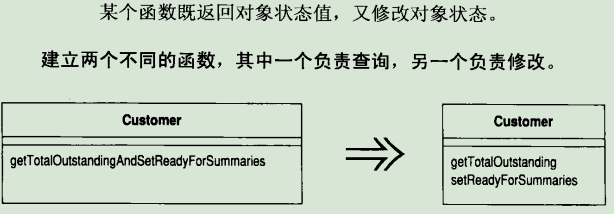 某个函数既返回对象状态值，又修改对象状态。
建立两个不同的函数，其中一个负责查询，另一个负责修改。
Customer
getTotalOutstandingAndSetReadyForSummaries
Customer
getTotalOutstanding
setReadyForSummaries